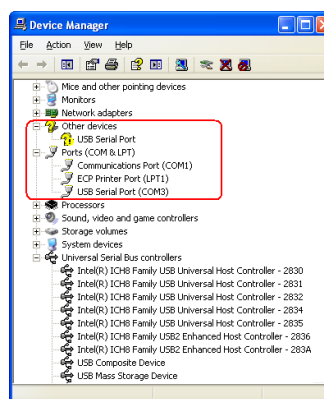 Device Manager
File Action View Help
Mice and other pointing devices
Monitors
Network adapters
Other devices
USB Serial Port
Ports (COM & LPT)
Communications Port (COM1)
ECP Printer Port (LPT1)
USB Serial Port (COM3)
Processors
Sound, video and game controllers
Storage volumes
System devices
Universal Serial Bus controllers
Intel(R) ICH8 Family USB Universal Host Controller - 2830
Intel(R) ICH8 Family USB Universal Host Controller - 2831
Intel(R) ICH8 Family USB Universal Host Controller - 2832
Intel(R) ICH8 Family USB Universal Host Controller - 2834
Intel(R) ICH8 Family USB Universal Host Controller - 2835
Intel(R) ICH8 Family USB2 Enhanced Host Controller - 2836
Intel(R) ICH8 Family USB2 Enhanced Host Controller - 283A
USB Composite Device
USB Mass Storage Device